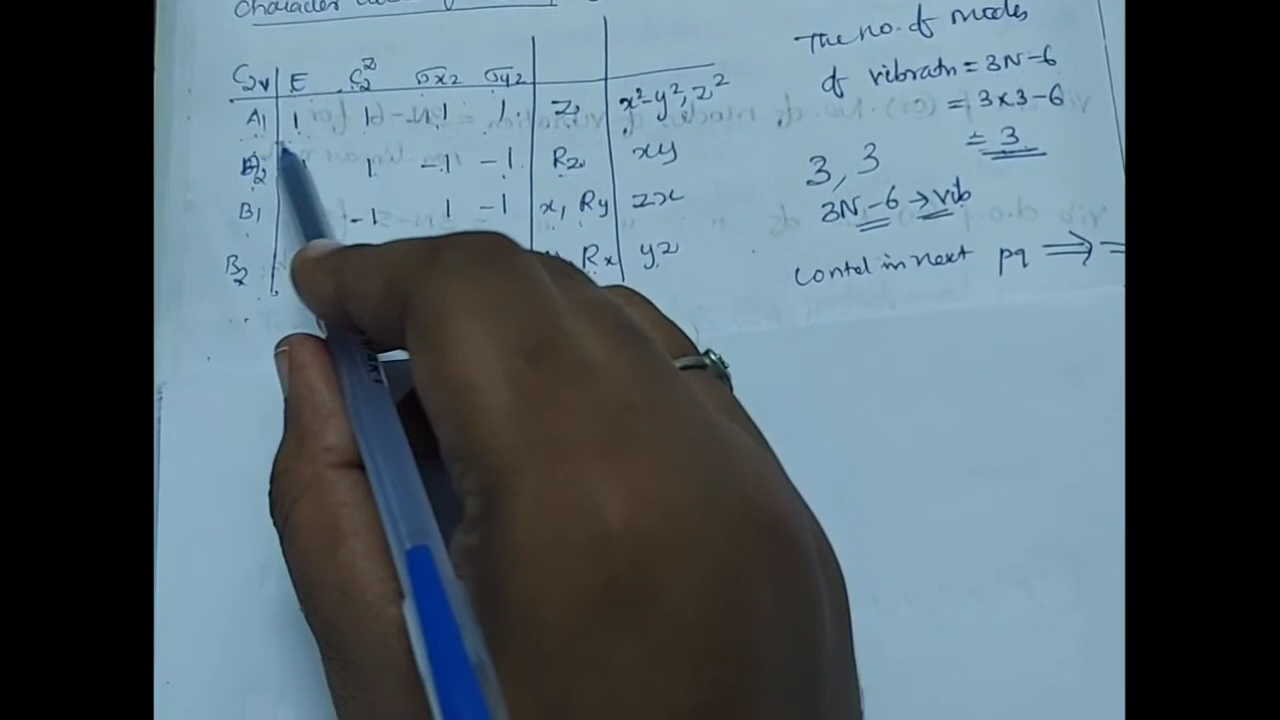 Character
C2v E C2^z σxz σyz
A1 1 1 1 1 z x²-y², z²
A2 1 -1 -1 Rz xy
B1 -1 1 -1 x, Ry zx
B2 Rx yz
The no. of modes
of vibratn = 3N-6
= 3×3-6
= 3
3, 3
3N-6 → vib
contd in next pg ⇒